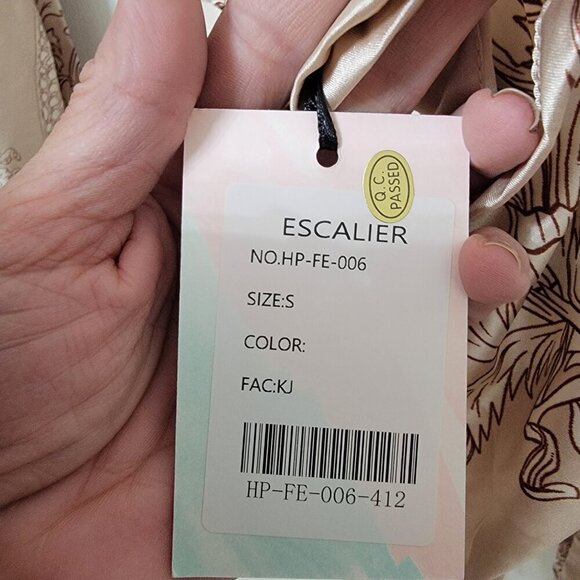 Q.C.
PASSED
ESCALIER
NO.HP-FE-006
SIZE:S
COLOR:
FAC:KJ
HP-FE-006-412